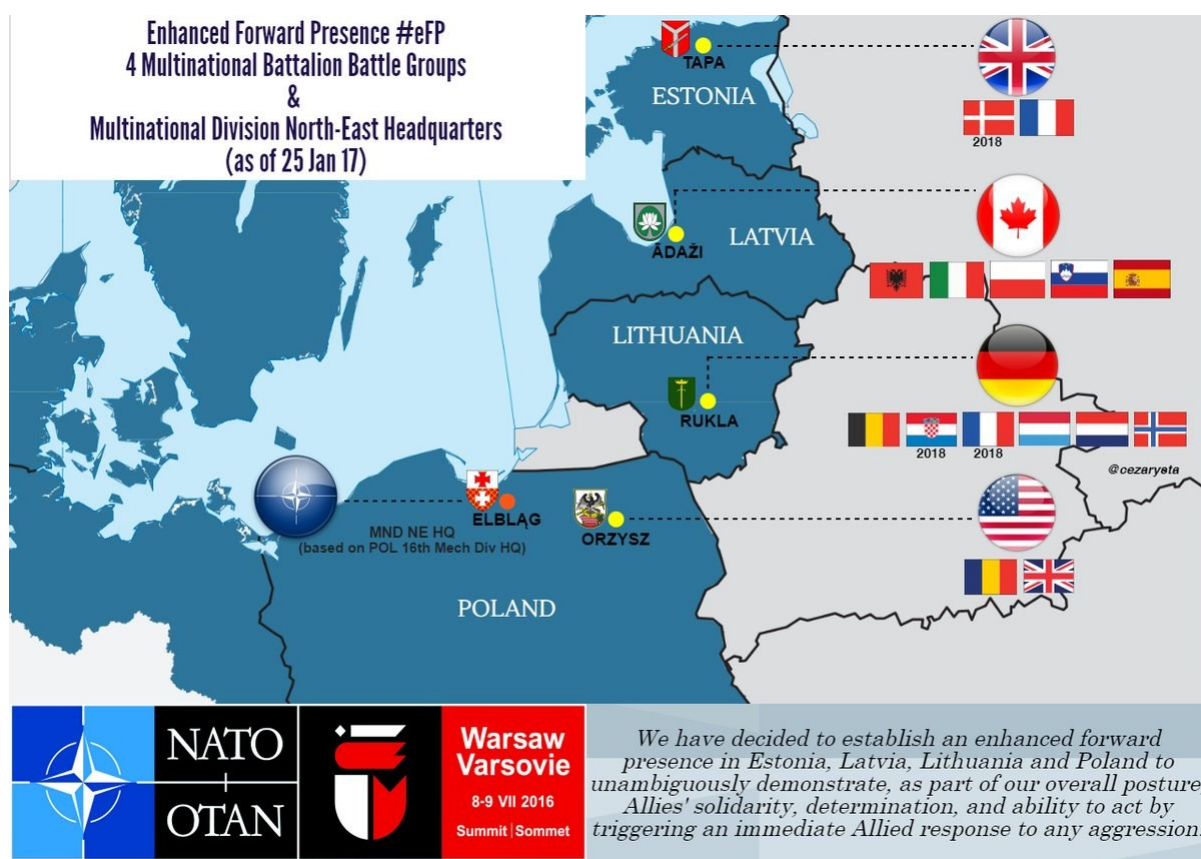 Enhanced Forward Presence #eFP
4 Multinational Battalion Battle Groups
&
Multinational Division North-East Headquarters
(as of 25 Jan 17)
TAPA
ESTONIA
2018
ĀDAŽI
LATVIA
LITHUANIA
RUKLA
2018
2018
@cezarysta
ELBLĄG
MND NE HQ
(based on POL 16th Mech Div HQ)
ORZYSZ
POLAND
NATO
OTAN
Warsaw
Varsovie
8-9 VII 2016
Summit | Sommet
We have decided to establish an enhanced forward
presence in Estonia, Latvia, Lithuania and Poland to
unambiguously demonstrate, as part of our overall posture,
Allies' solidarity, determination, and ability to act by
triggering an immediate Allied response to any aggression.